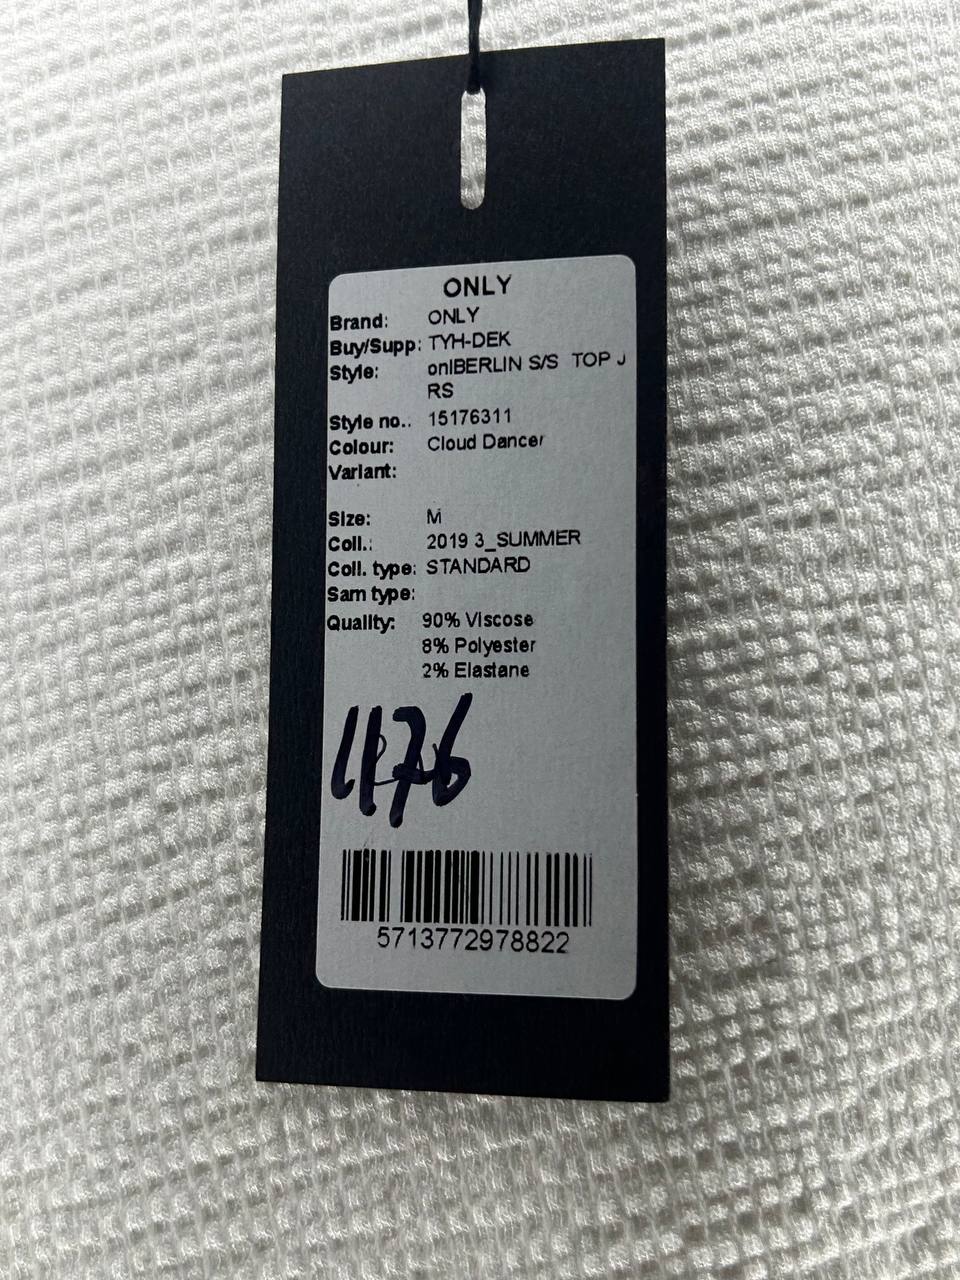 ONLY
Brand: ONLY
Buy/Supp: TYH-DEK
Style: onlBERLIN S/S TOP J
RS
Style no.: 15176311
Colour: Cloud Dancer
Variant:
Size: M
Coll.: 2019 3_SUMMER
Coll. type: STANDARD
Sam type:
Quality: 90% Viscose
8% Polyester
2% Elastane
1176
5713772978822